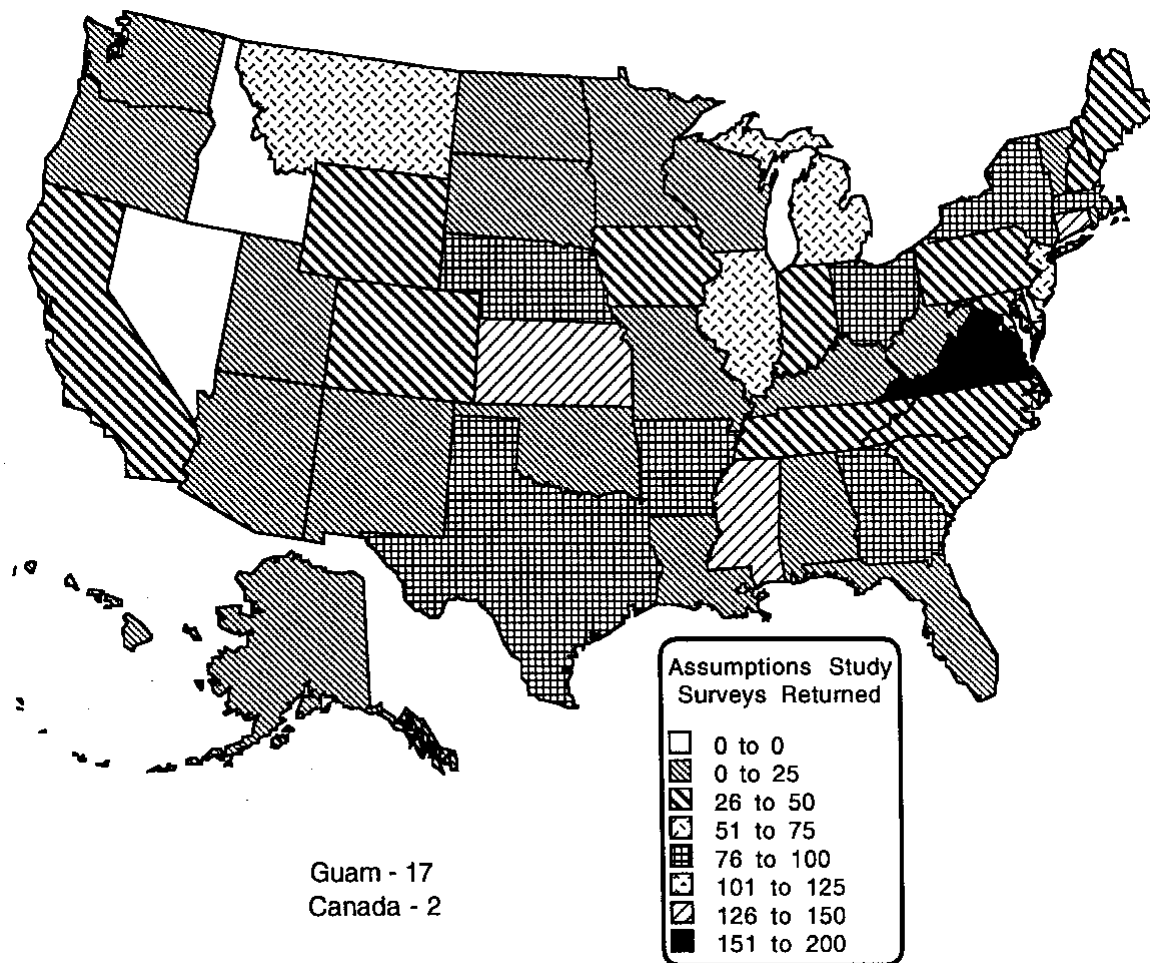 Assumptions Study
Surveys Returned
0 to 0
0 to 25
26 to 50
51 to 75
76 to 100
101 to 125
126 to 150
151 to 200
Guam - 17
Canada - 2